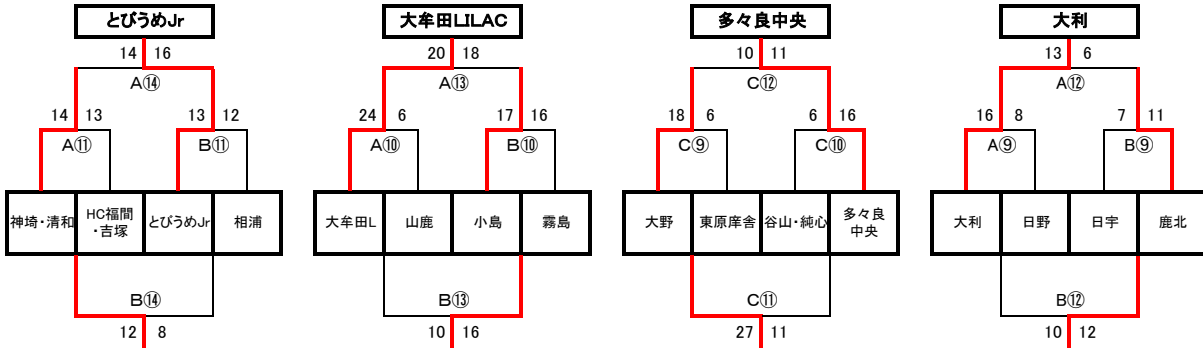 とびうめJr 大牟田LILAC 多々良中央 大利
14 16 20 18 10 11 13 6
A⑭ A⑬ C⑫ A⑫
14 13 13 12 24 6 17 16 18 6 6 16 16 8 7 11
A⑪ B⑪ A⑩ B⑩ C⑨ C⑩ A⑨ B⑨
神埼・清和 HC福間・吉塚 とびうめJr 相浦 大牟田L 山鹿 小島 霧島 大野 東原庠舎 谷山・純心 多々良中央 大利 日野 日宇 鹿北
B⑭ B⑬ C⑪ B⑫
12 8 10 16 27 11 10 12